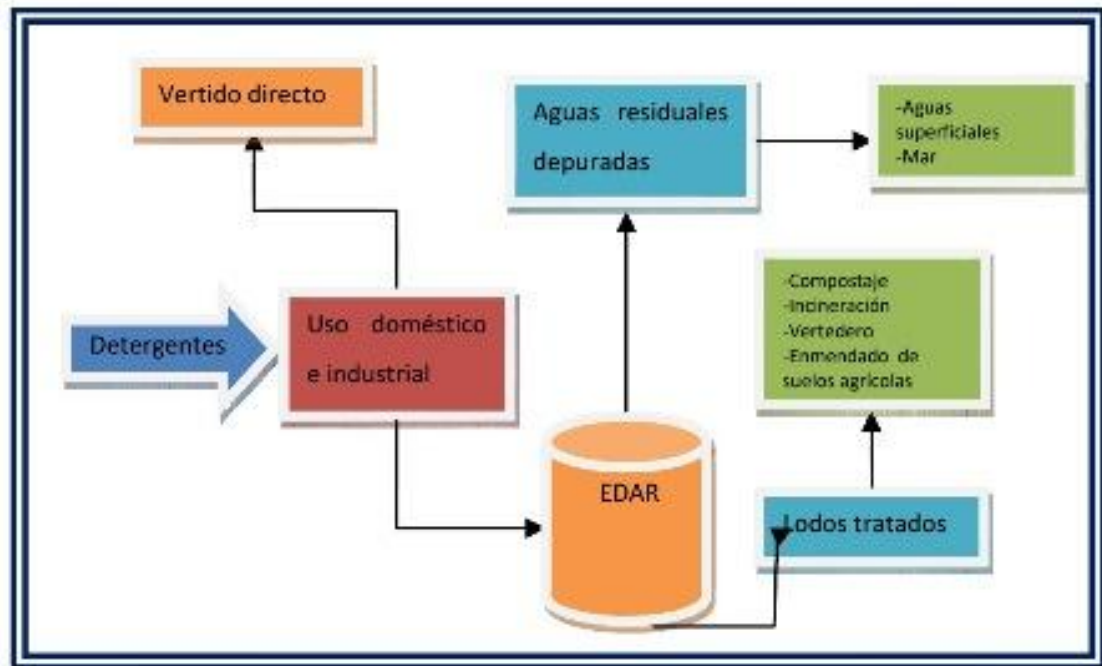 Vertido directo
Aguas residuales
depuradas
-Aguas
superficiales
-Mar
Detergentes
Uso doméstico
e industrial
-Compostaje
-Incineración
-Vertedero
-Enmendado de
suelos agrícolas
EDAR
Lodos tratados